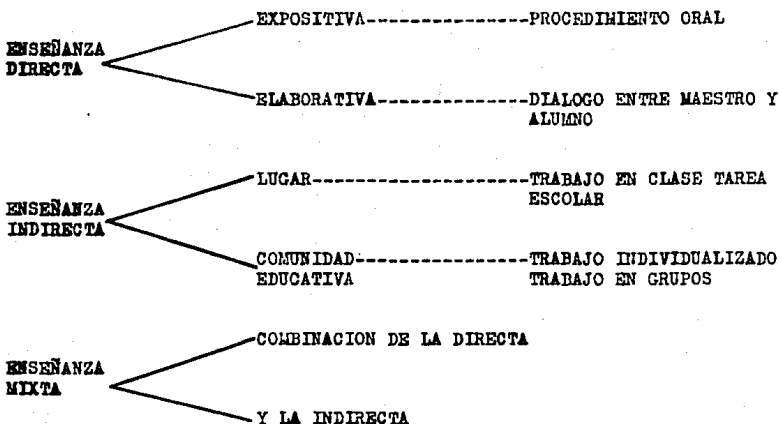 EXPOSITIVA---------------PROCEDIMIENTO ORAL
ENSEÑANZA
DIRECTA
ELABORATIVA--------------DIALOGO ENTRE MAESTRO Y
ALUMNO
LUGAR--------------------TRABAJO EN CLASE TAREA
ESCOLAR
ENSEÑANZA
INDIRECTA
COMUNIDAD----------------TRABAJO INDIVIDUALIZADO
EDUCATIVA TRABAJO EN GRUPOS
COMBINACION DE LA DIRECTA
ENSEÑANZA
MIXTA
Y LA INDIRECTA